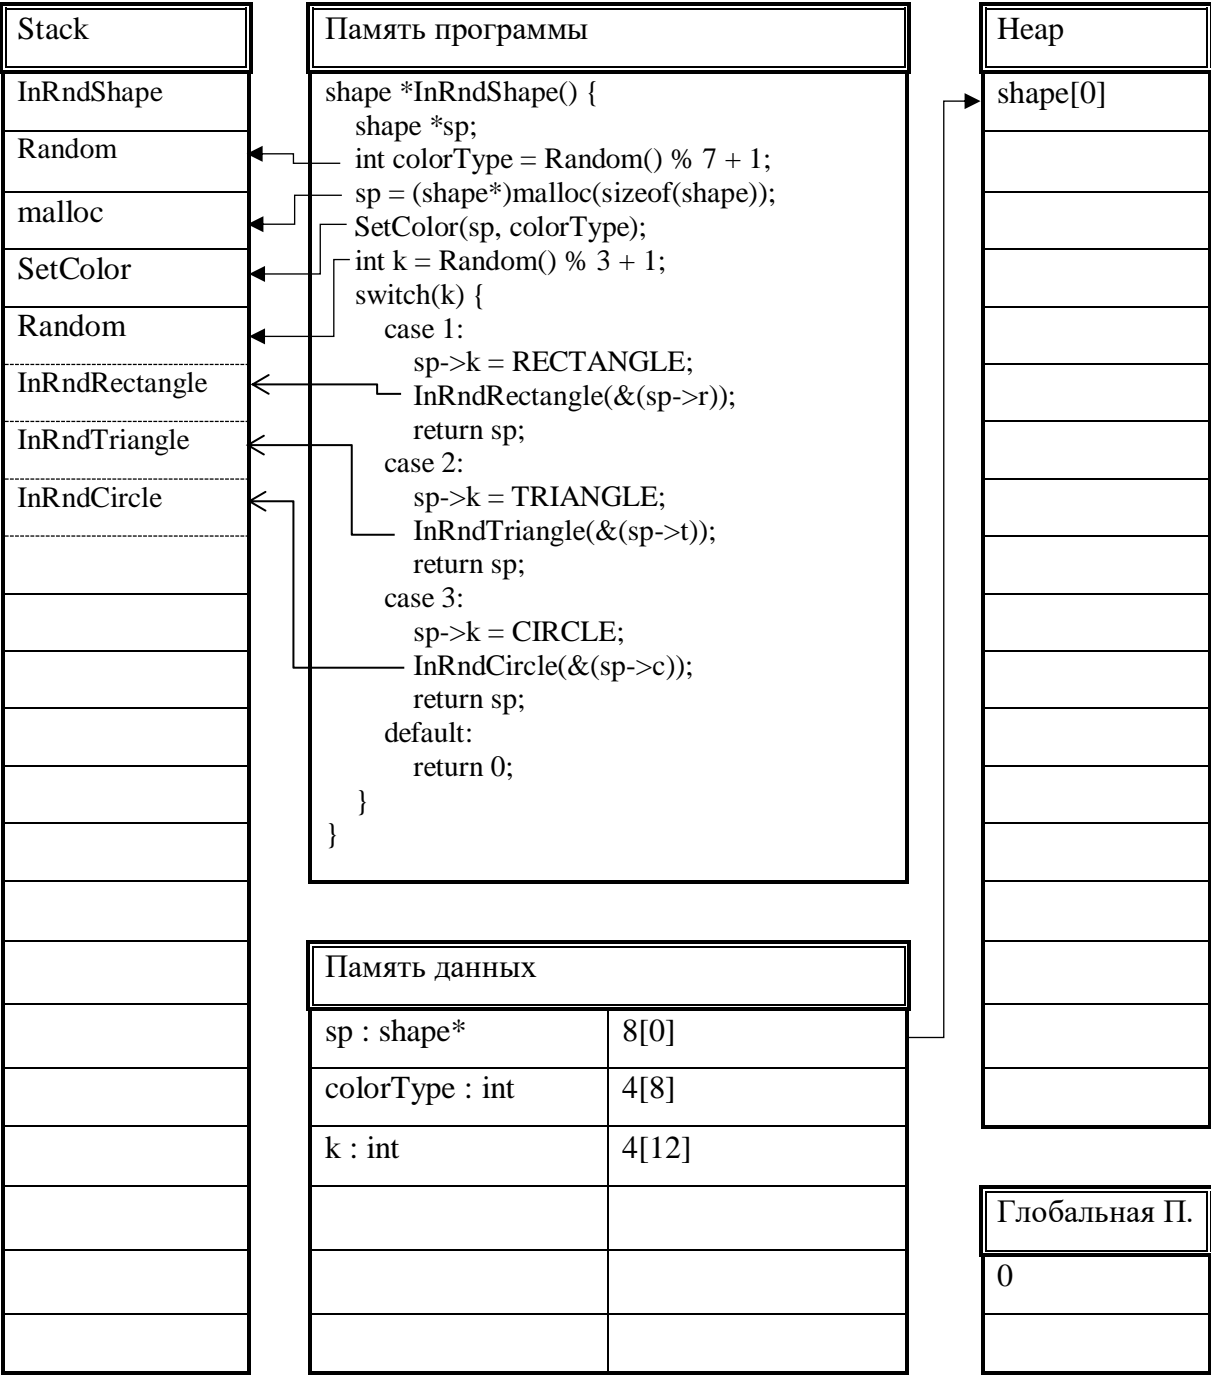 Stack
InRndShape
Random
malloc
SetColor
Random
InRndRectangle
InRndTriangle
InRndCircle
Память программы
shape *InRndShape() {
shape *sp;
int colorType = Random() % 7 + 1;
sp = (shape*)malloc(sizeof(shape));
SetColor(sp, colorType);
int k = Random() % 3 + 1;
switch(k) {
case 1:
sp->k = RECTANGLE;
InRndRectangle(&(sp->r));
return sp;
case 2:
sp->k = TRIANGLE;
InRndTriangle(&(sp->t));
return sp;
case 3:
sp->k = CIRCLE;
InRndCircle(&(sp->c));
return sp;
default:
return 0;
}
}
Память данных
sp : shape* 8[0]
colorType : int 4[8]
k : int 4[12]
Heap
shape[0]
Глобальная П.
0